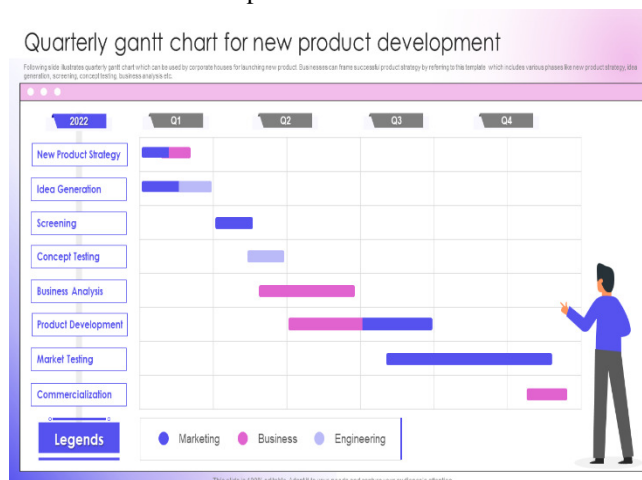 Quarterly gantt chart for new product development
Following slide illustrates quarterly gantt chart which can be used by corporate houses for launching new product. Businesses can frame successful product strategy by referring to this template which includes various phases like new product strategy, idea
generation, screening, concept testing, business analysis etc.
2022 Q1 Q2 Q3 Q4
New Product Strategy
Idea Generation
Screening
Concept Testing
Business Analysis
Product Development
Market Testing
Commercialization
Legends Marketing Business Engineering